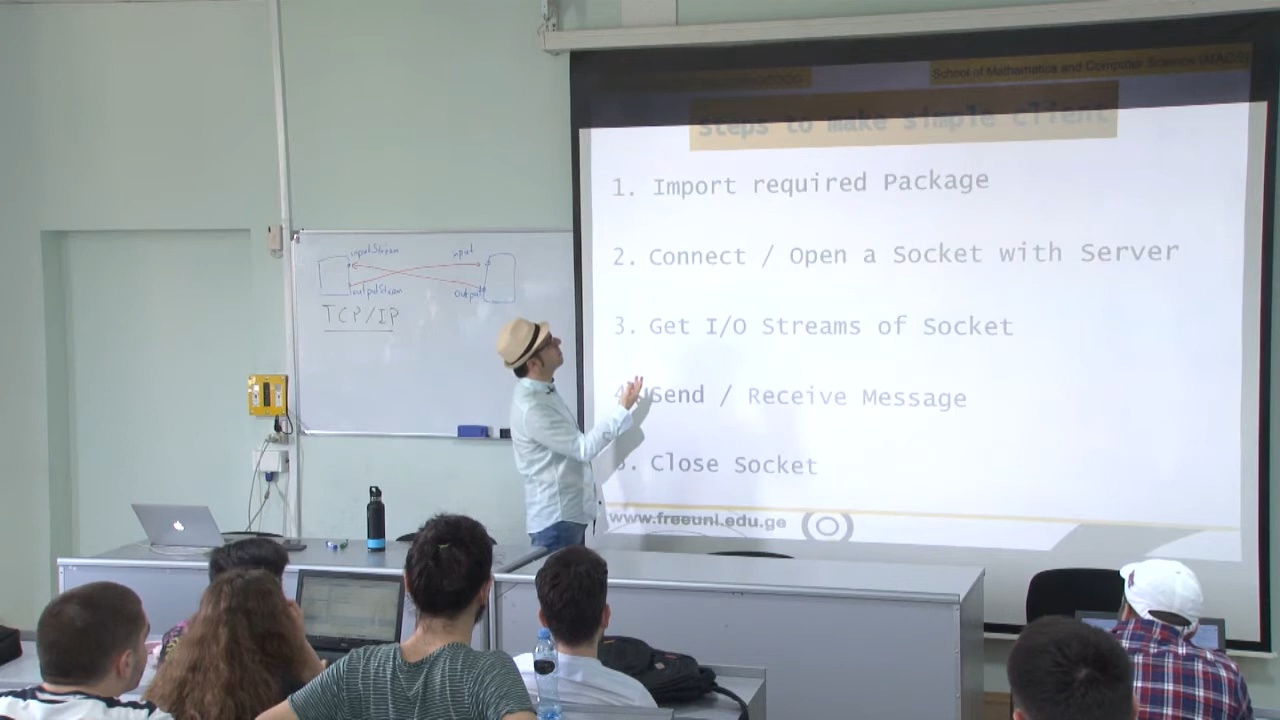 School of Mathematics and Computer Science (MACS)
Steps to make simple client
1. Import required Package
2. Connect / Open a Socket with Server
3. Get I/O Streams of Socket
4. Send / Receive Message
5. Close Socket
www.freeuni.edu.ge
inputStream
input
outputStream
Output
TCP/IP